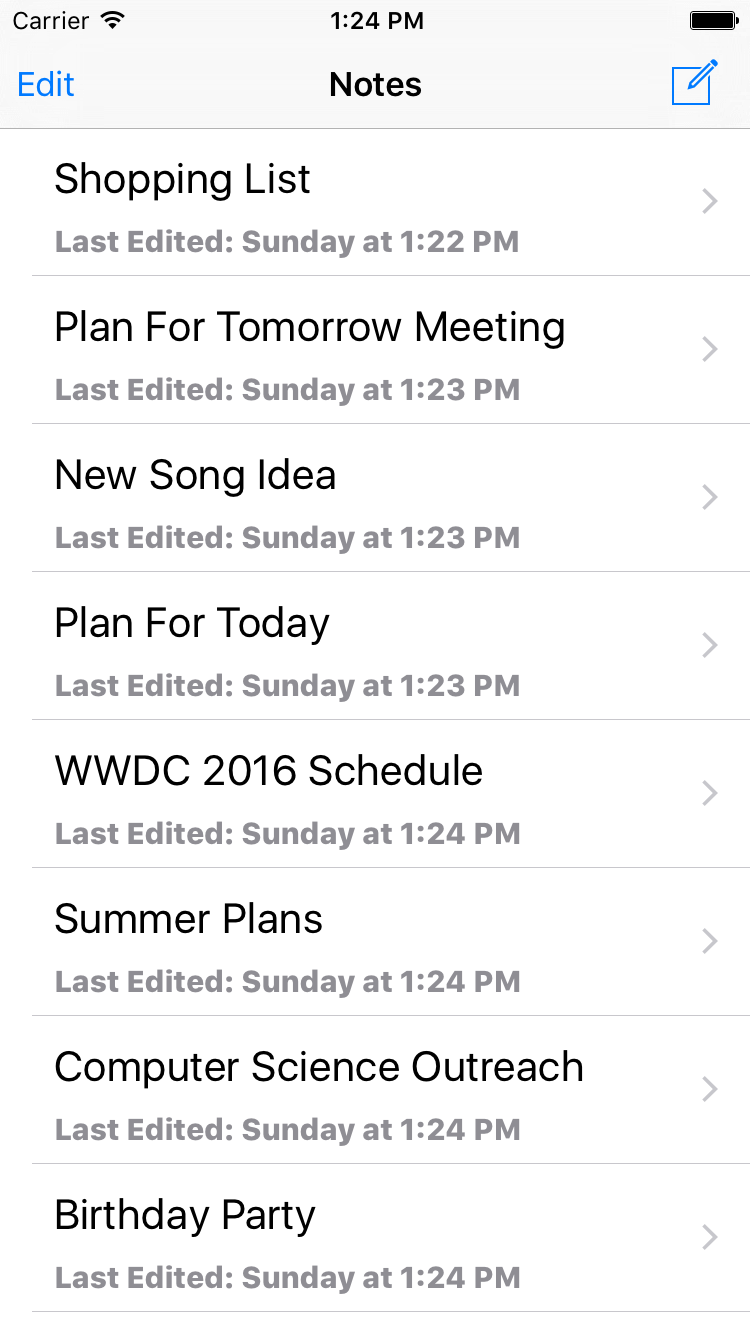 Carrier 1:24 PM
Edit Notes
Shopping List
Last Edited: Sunday at 1:22 PM
Plan For Tomorrow Meeting
Last Edited: Sunday at 1:23 PM
New Song Idea
Last Edited: Sunday at 1:23 PM
Plan For Today
Last Edited: Sunday at 1:23 PM
WWDC 2016 Schedule
Last Edited: Sunday at 1:24 PM
Summer Plans
Last Edited: Sunday at 1:24 PM
Computer Science Outreach
Last Edited: Sunday at 1:24 PM
Birthday Party
Last Edited: Sunday at 1:24 PM